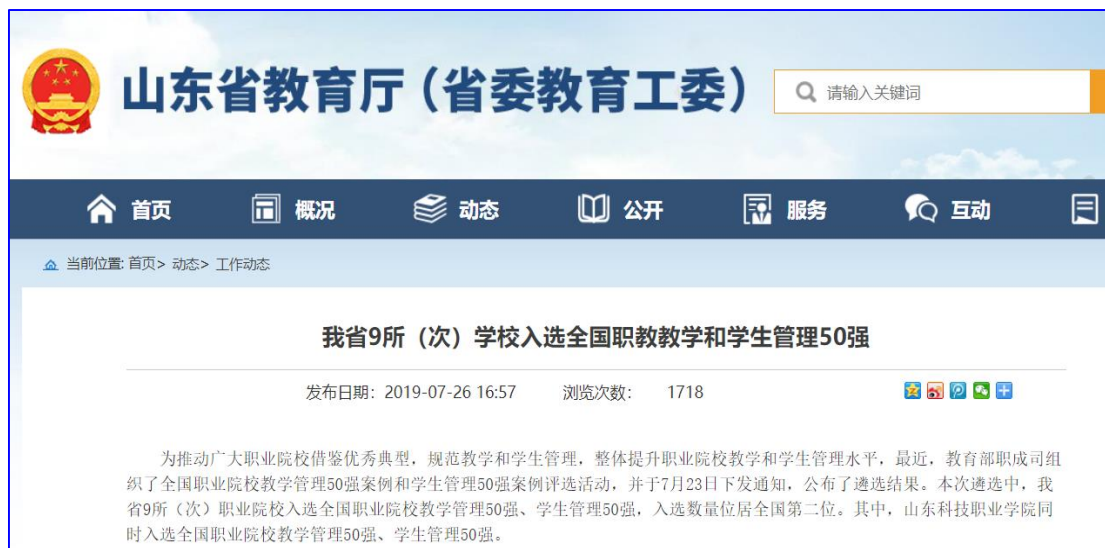 山东省教育厅（省委教育工委）
请输入关键词
首页 概况 动态 公开 服务 互动
当前位置: 首页> 动态> 工作动态
我省9所（次）学校入选全国职教教学和学生管理50强
发布日期: 2019-07-26 16:57 浏览次数: 1718
为推动广大职业院校借鉴优秀典型，规范教学和学生管理，整体提升职业院校教学和学生管理水平，最近，教育部职成司组
织了全国职业院校教学管理50强案例和学生管理50强案例评选活动，并于7月23日下发通知，公布了遴选结果。本次遴选中，我
省9所（次）职业院校入选全国职业院校教学管理50强、学生管理50强，入选数量位居全国第二位。其中，山东科技职业学院同
时入选全国职业院校教学管理50强、学生管理50强。